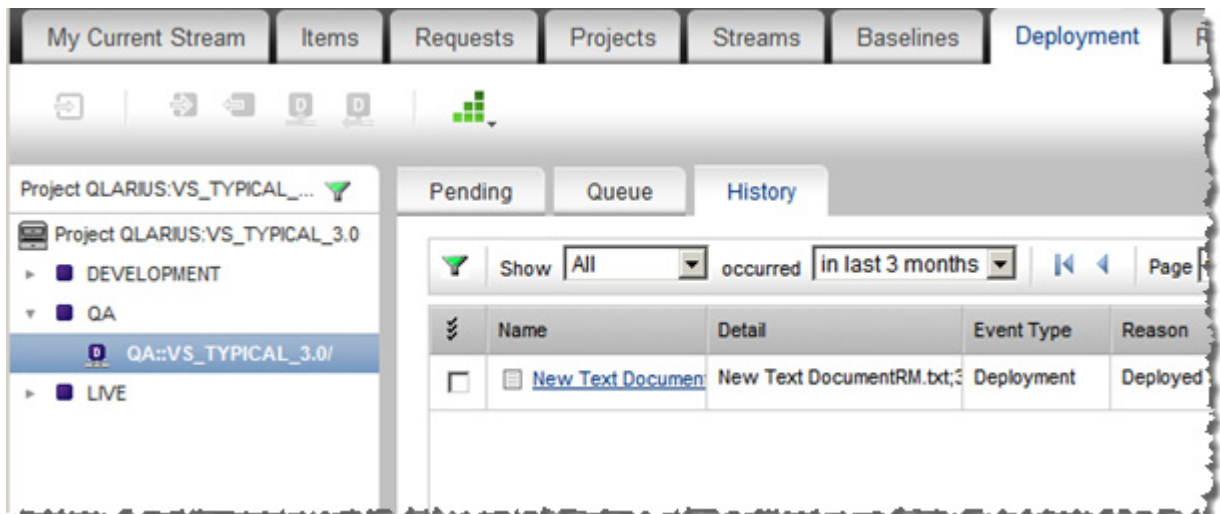 My Current Stream Items Requests Projects Streams Baselines Deployment
D D
Project QLARIUS:VS_TYPICAL_...
Pending Queue History
Project QLARIUS:VS_TYPICAL_3.0
DEVELOPMENT
QA
D QA::VS_TYPICAL_3.0/
LIVE
Show All occurred in last 3 months Page
Name Detail Event Type Reason
New Text Documen New Text DocumentRM.txt;3 Deployment Deployed